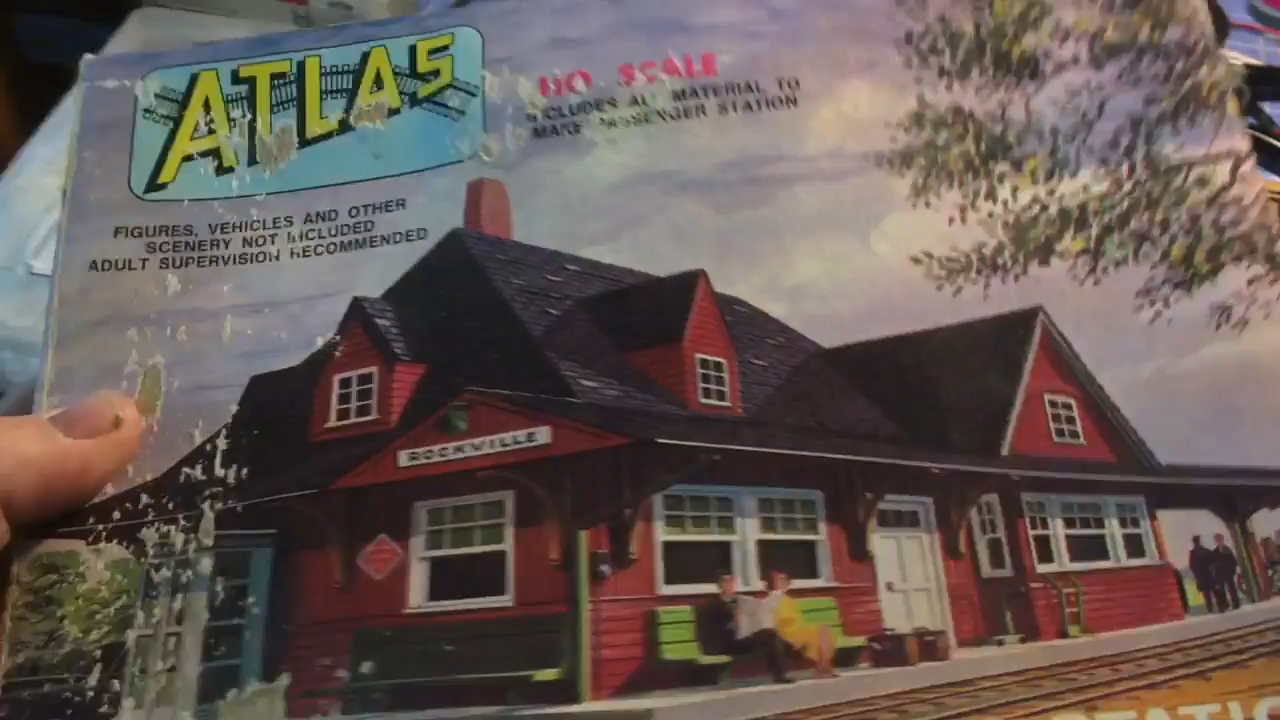 ATLAS
HO SCALE
INCLUDES ALL MATERIAL TO
MAKE PASSENGER STATION
FIGURES, VEHICLES AND OTHER
SCENERY NOT INCLUDED
ADULT SUPERVISION RECOMMENDED
ROCKVILLE